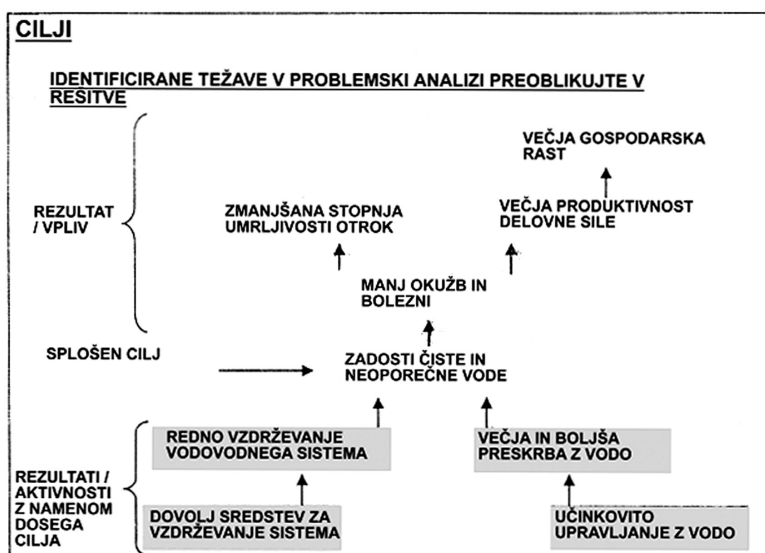 CILJI
IDENTIFICIRANE TEŽAVE V PROBLEMSKI ANALIZI PREOBLIKUJTE V
REŠITVE
VEČJA GOSPODARSKA
RAST
REZULTAT
/ VPLIV
ZMANJŠANA STOPNJA
UMRLJIVOSTI OTROK
VEČJA PRODUKTIVNOST
DELOVNE SILE
MANJ OKUŽB IN
BOLEZNI
SPLOŠEN CILJ
ZADOSTI ČISTE IN
NEOPOREČNE VODE
REDNO VZDRŽEVANJE
VODOVODNEGA SISTEMA
VEČJA IN BOLJŠA
PRESKRBA Z VODO
REZULTATI /
AKTIVNOSTI
Z NAMENOM
DOSEGA
CILJA
DOVOLJ SREDSTEV ZA
VZDRŽEVANJE SISTEMA
UČINKOVITO
UPRAVLJANJE Z VODO